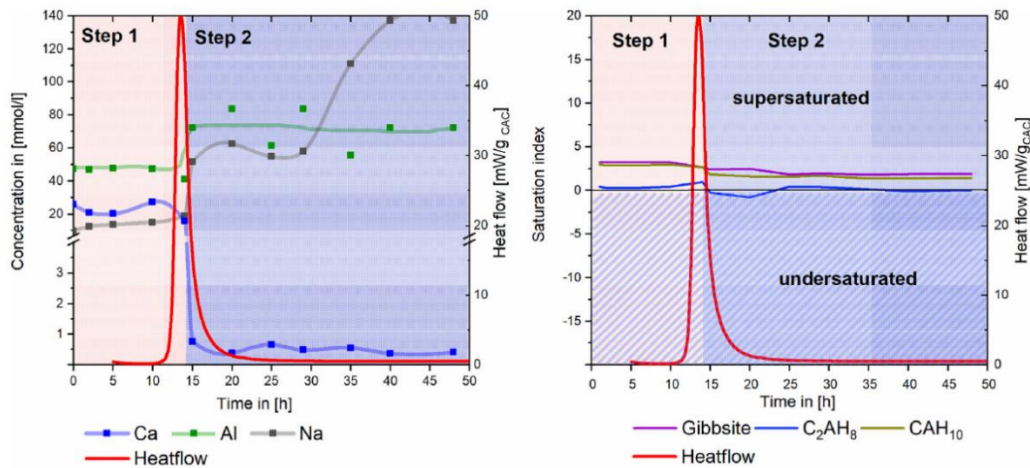 Concentration in [mmol/l]
140
120
100
80
60
40
20
3
2
1
0
5
10
15
20
25
30
35
40
45
50
Time in [h]
Step 1
Step 2
50
40
30
20
10
0
Heat flow [mW/g CAC]
Ca
Al
Na
Heatflow
Saturation index
20
15
10
5
0
-5
-10
-15
0
5
10
15
20
25
30
35
40
45
50
Time in [h]
Step 1
Step 2
supersaturated
undersaturated
50
40
30
20
10
0
Heat flow [mW/g CAC]
Gibbsite
C₂AH₈
CAH₁₀
Heatflow